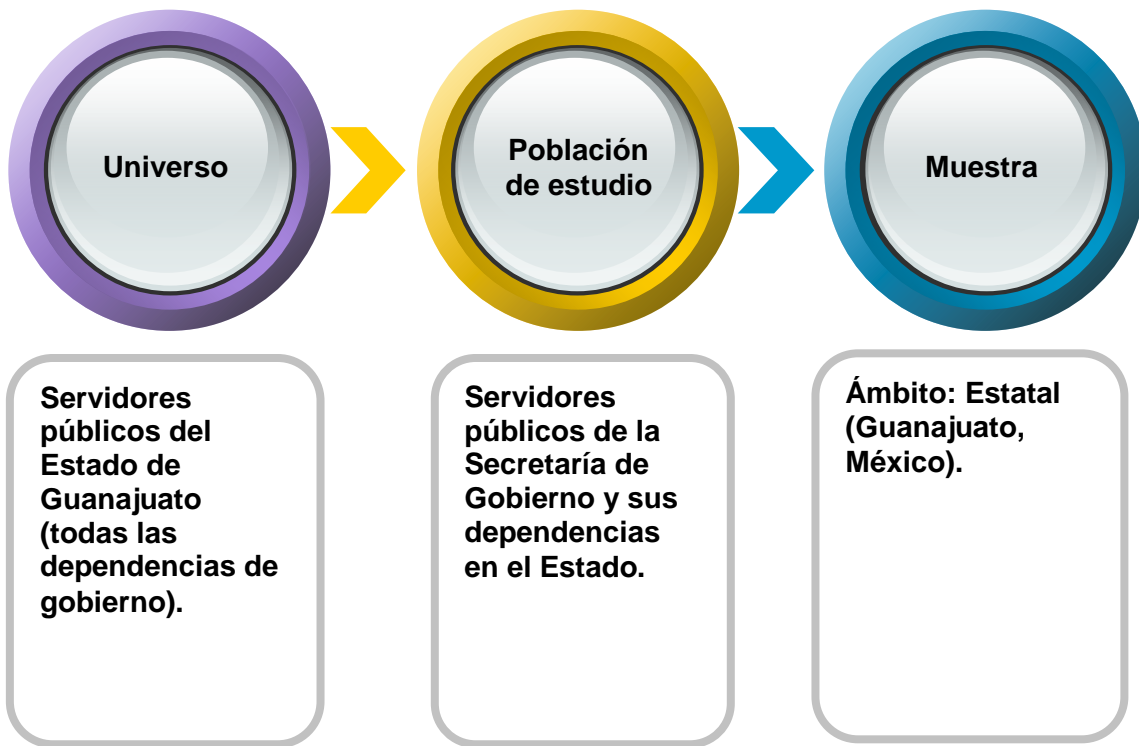 Universo
Población
de estudio
Muestra
Servidores
públicos del
Estado de
Guanajuato
(todas las
dependencias de
gobierno).
Servidores
públicos de la
Secretaría de
Gobierno y sus
dependencias
en el Estado.
Ámbito: Estatal
(Guanajuato,
México).